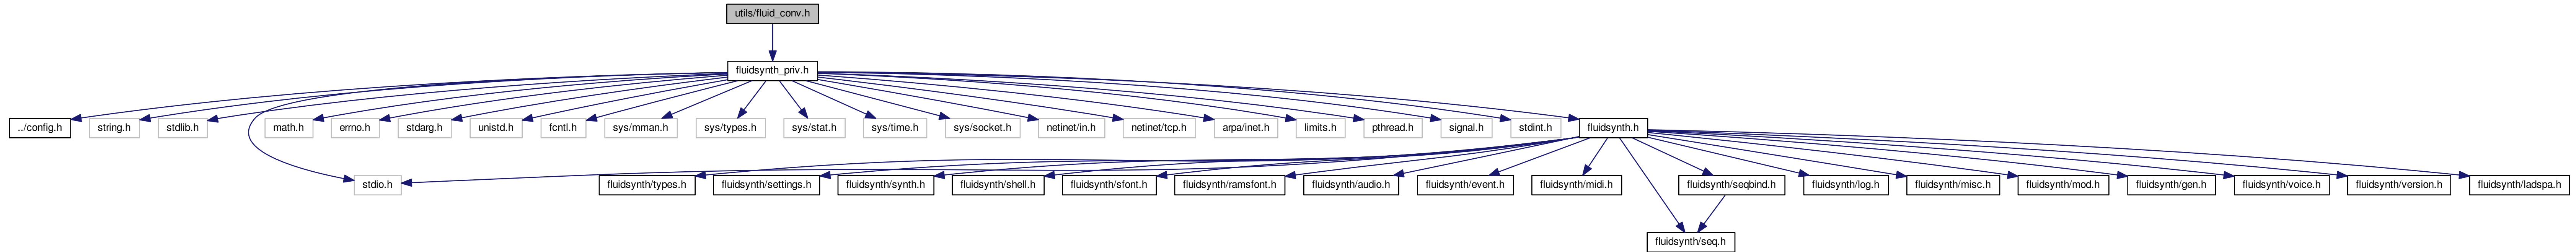 utils/fluid_conv.h
fluidsynth_priv.h
../config.h
string.h
stdlib.h
math.h
errno.h
stdarg.h
unistd.h
fcntl.h
sys/mman.h
sys/types.h
sys/stat.h
sys/time.h
sys/socket.h
netinet/in.h
netinet/tcp.h
arpa/inet.h
limits.h
pthread.h
signal.h
stdint.h
fluidsynth.h
stdio.h
fluidsynth/types.h
fluidsynth/settings.h
fluidsynth/synth.h
fluidsynth/shell.h
fluidsynth/sfont.h
fluidsynth/ramsfont.h
fluidsynth/audio.h
fluidsynth/event.h
fluidsynth/midi.h
fluidsynth/seqbind.h
fluidsynth/log.h
fluidsynth/misc.h
fluidsynth/mod.h
fluidsynth/gen.h
fluidsynth/voice.h
fluidsynth/version.h
fluidsynth/ladspa.h
fluidsynth/seq.h